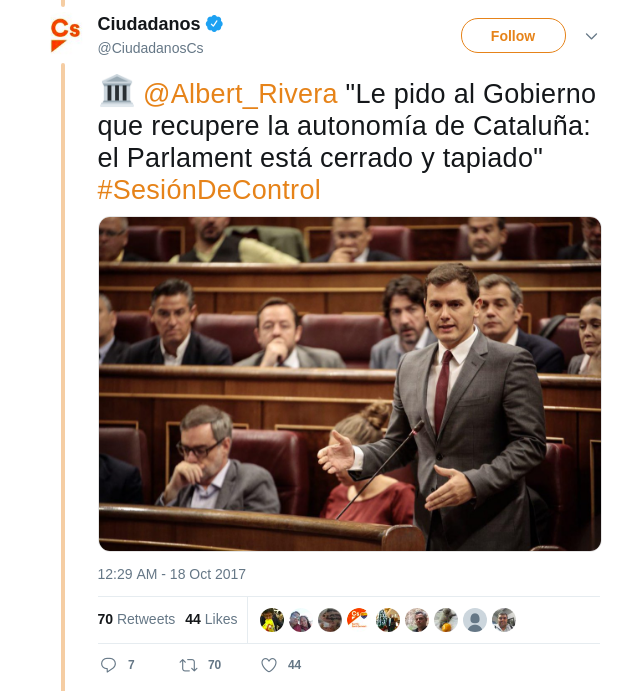 Cs
Ciudadanos
@CiudadanosCs
Follow
@Albert_Rivera "Le pido al Gobierno
que recupere la autonomía de Cataluña:
el Parlament está cerrado y tapiado"
#SesiónDeControl
12:29 AM - 18 Oct 2017
70 Retweets 44 Likes
7 70 44